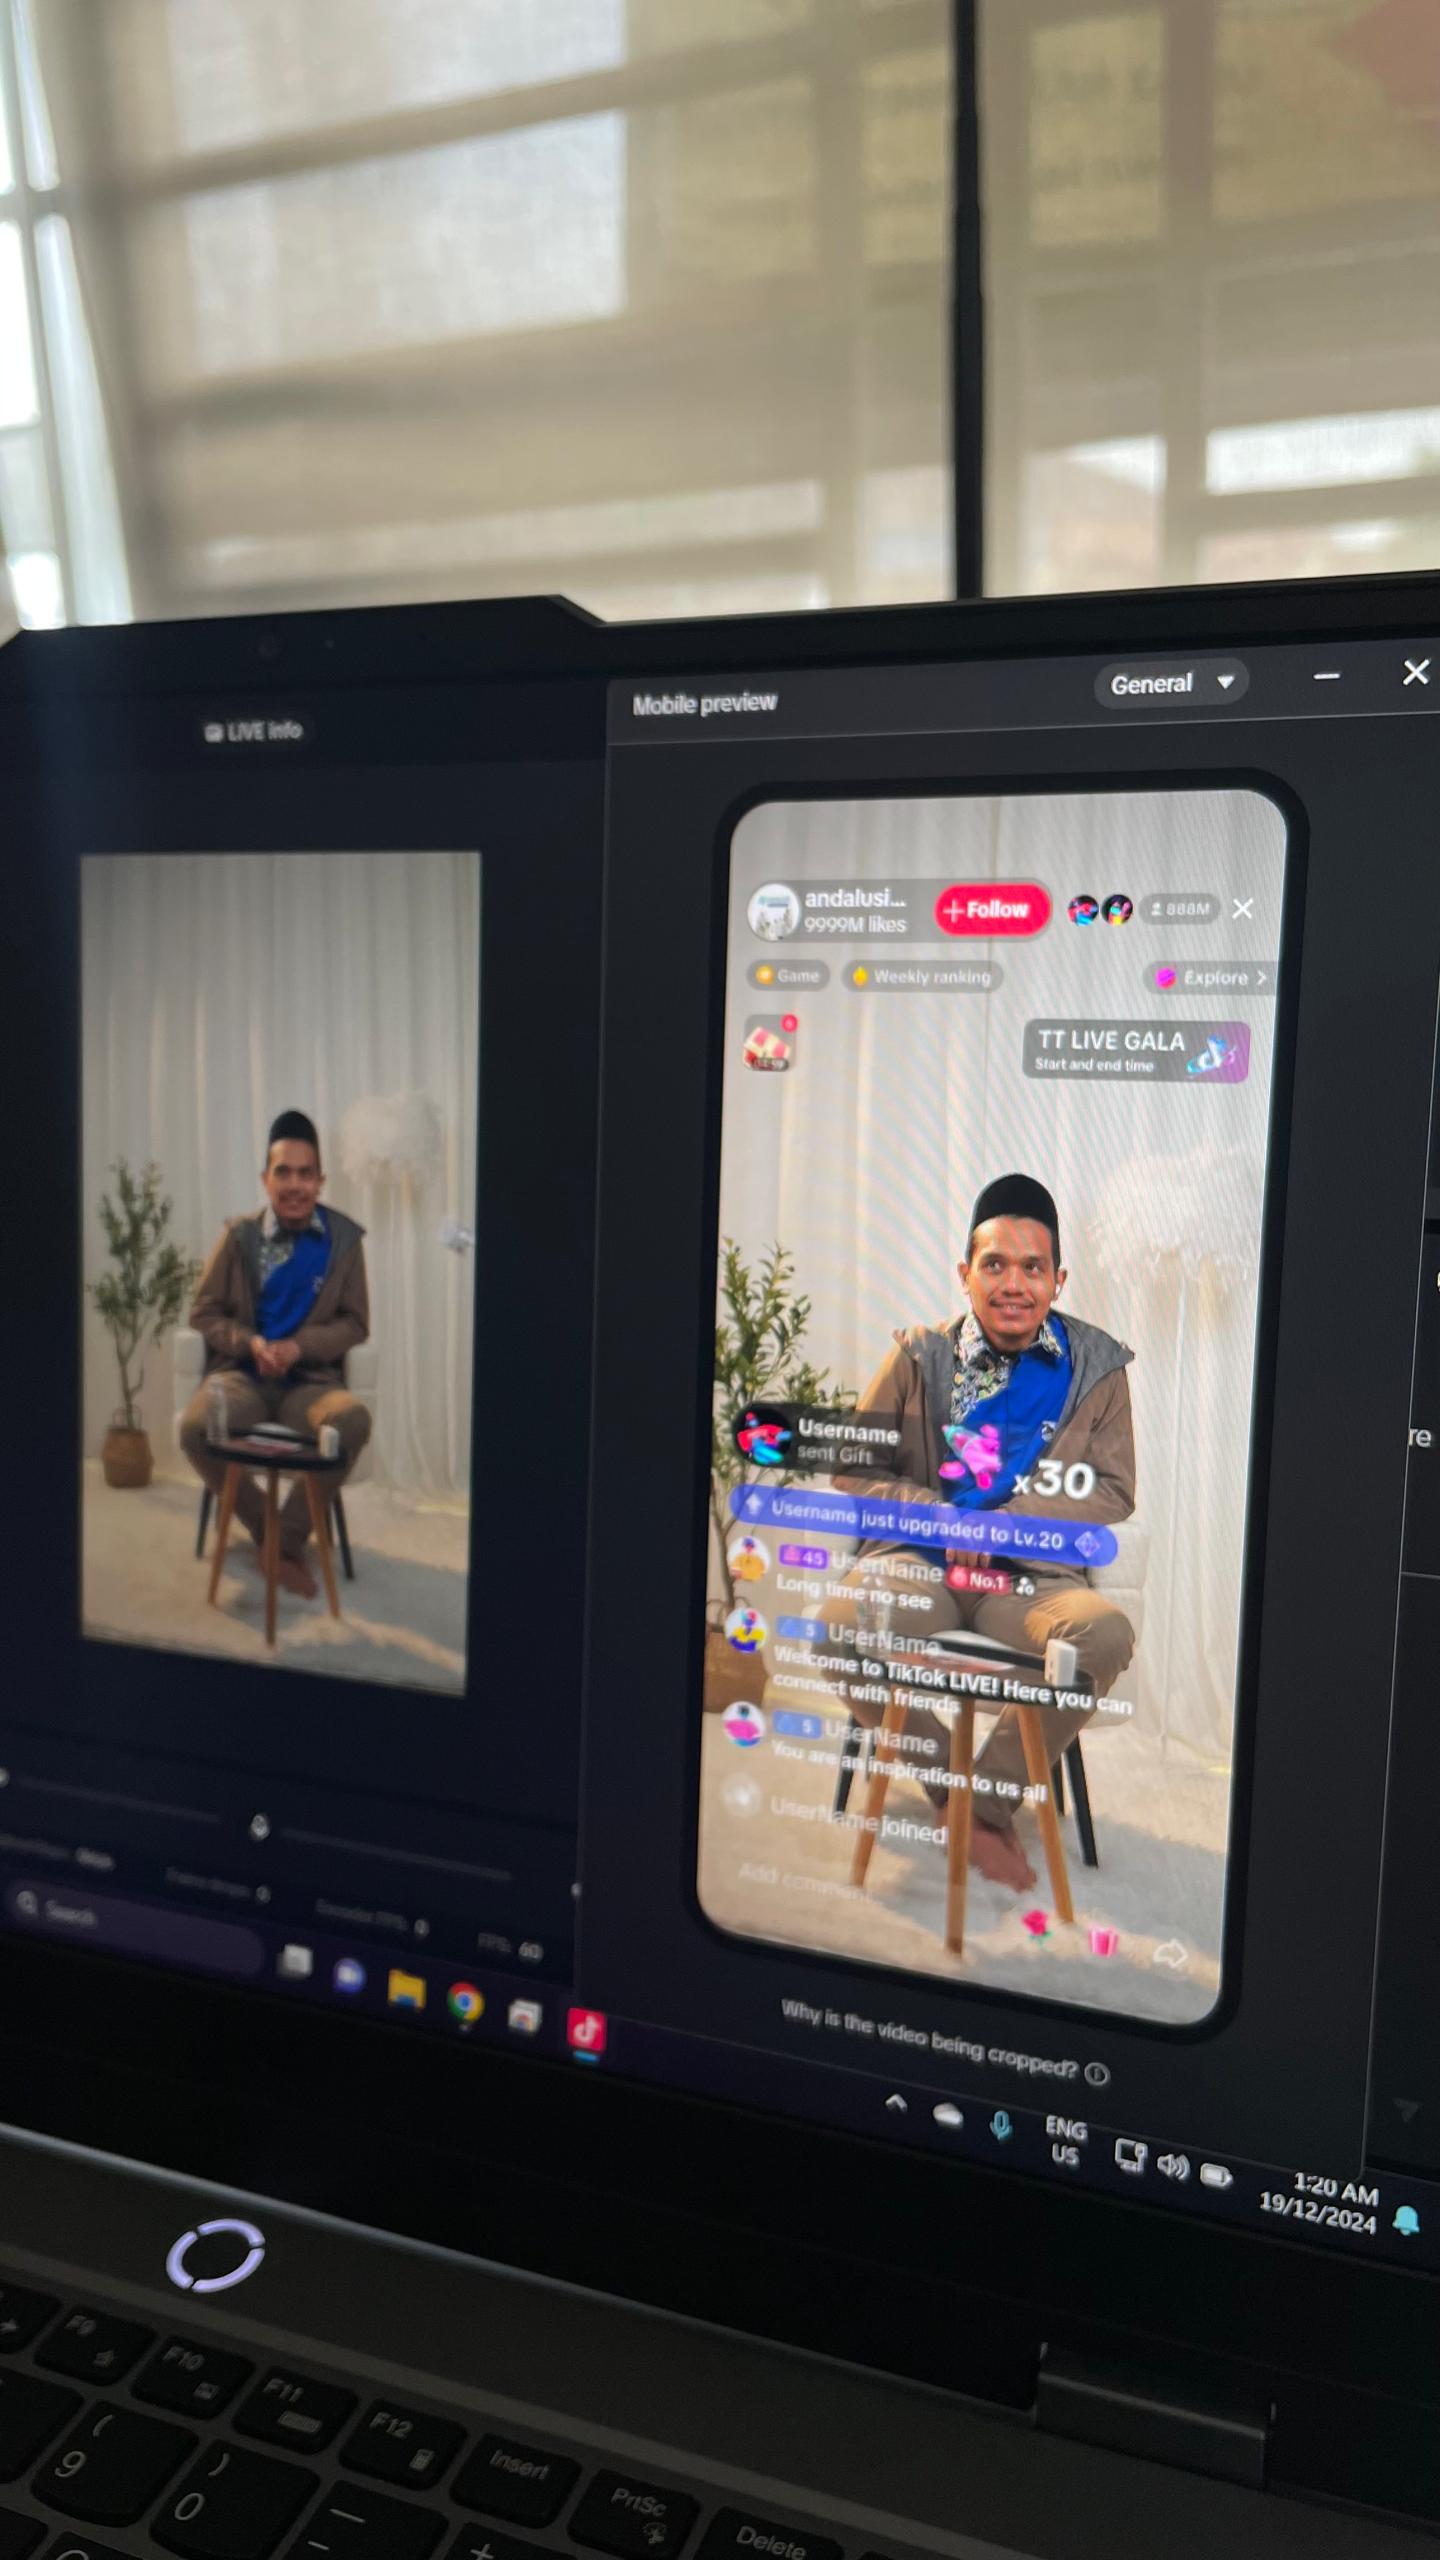 LIVE info
Mobile preview
General
andalusi...
9999M likes
+ Follow
888M
Game
Weekly ranking
Explore >
TT LIVE GALA
Start and end time
Username
sent Gift
x30
Username just upgraded to Lv.20
45 UserName No.1
Long time no see
5 UserName
Welcome to TikTok LIVE! Here you can
connect with friends
5 UserName
You are an inspiration to us all
UserName joined
Add comment...
Why is the video being cropped?
re
FPS: 60
Search
ENG
US
1:20 AM
19/12/2024
F9
F10
F11
F12
Insert
PrtSc
Delete
(
9
)
0